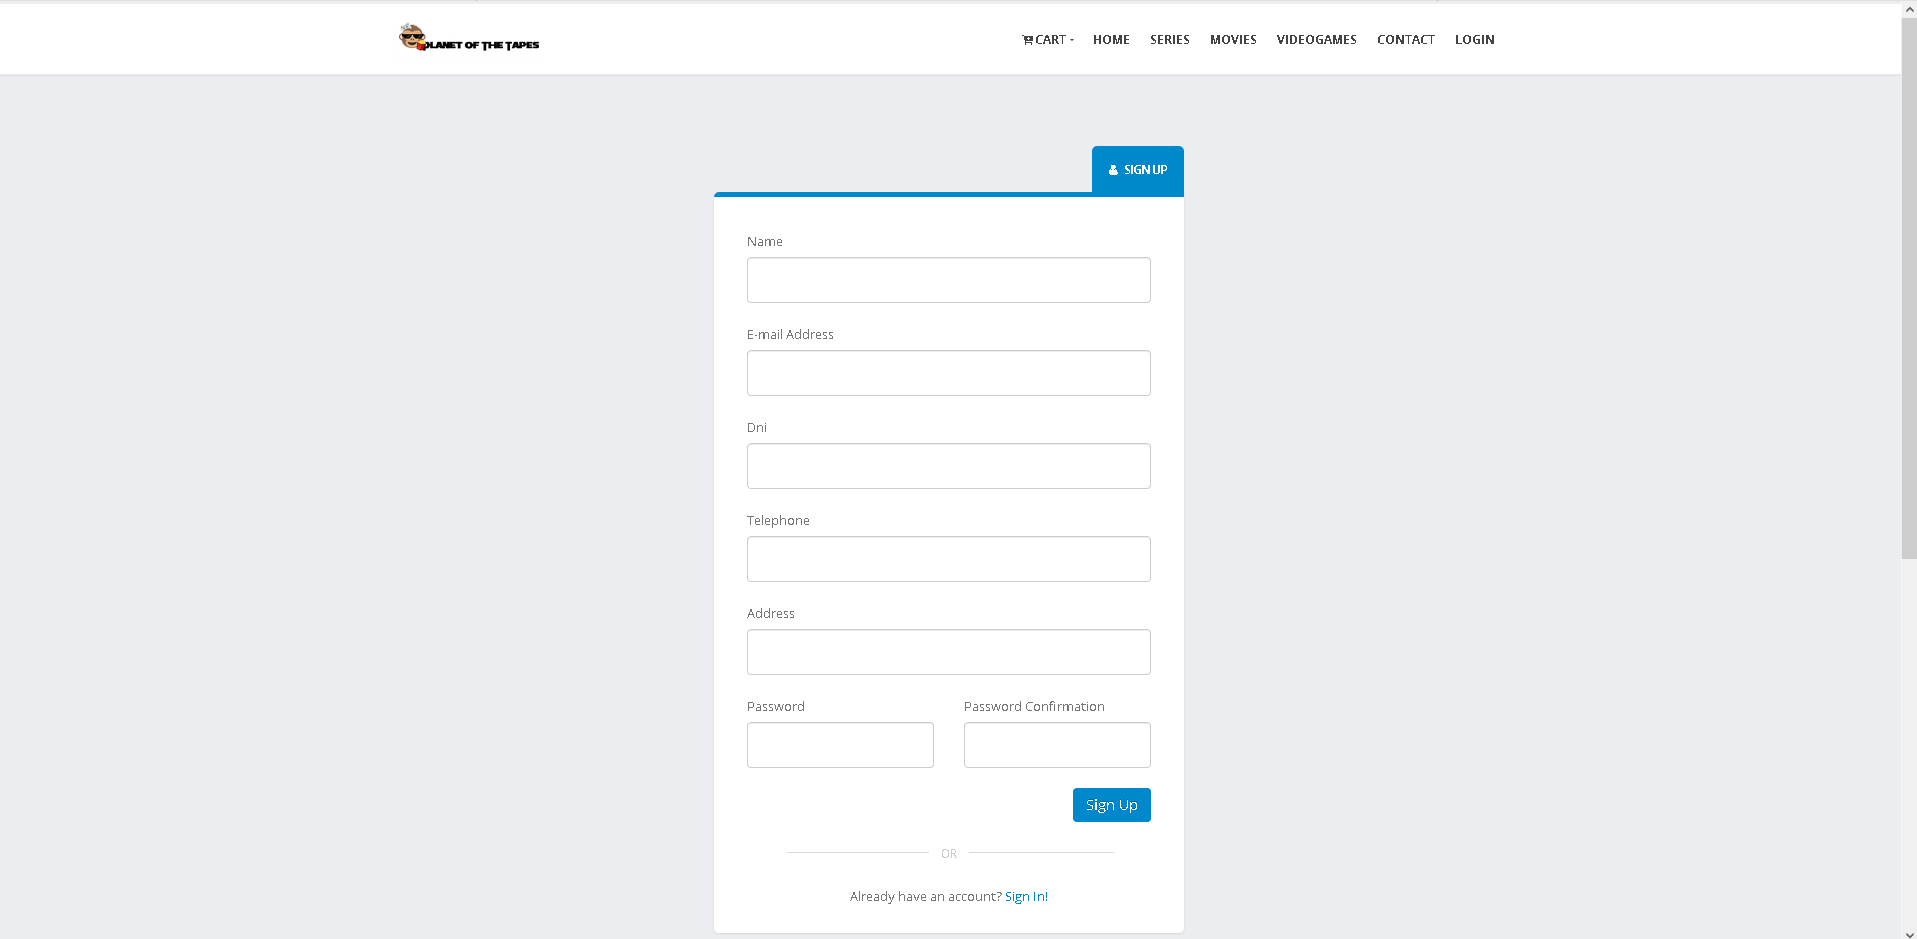 PLANET OF THE TAPES
CART HOME SERIES MOVIES VIDEOGAMES CONTACT LOGIN
SIGN UP
Name
E-mail Address
Dni
Telephone
Address
Password Password Confirmation
Sign Up
OR
Already have an account? Sign In!